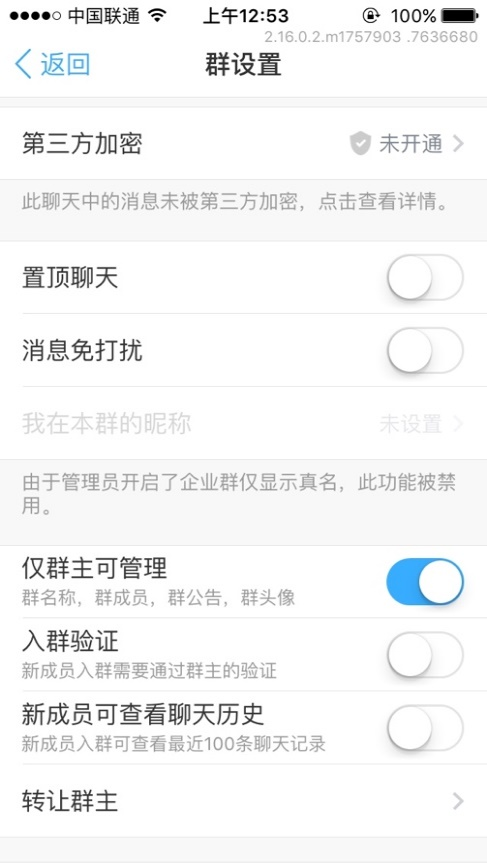 中国联通 上午12:53 100%
2.16.0.2.m1757903 .7636680
返回 群设置
第三方加密 未开通
此聊天中的消息未被第三方加密，点击查看详情。
置顶聊天
消息免打扰
我在本群的昵称 未设置
由于管理员开启了企业群仅显示真名，此功能被禁
用。
仅群主可管理
群名称，群成员，群公告，群头像
入群验证
新成员入群需要通过群主的验证
新成员可查看聊天历史
新成员入群可查看最近100条聊天记录
转让群主